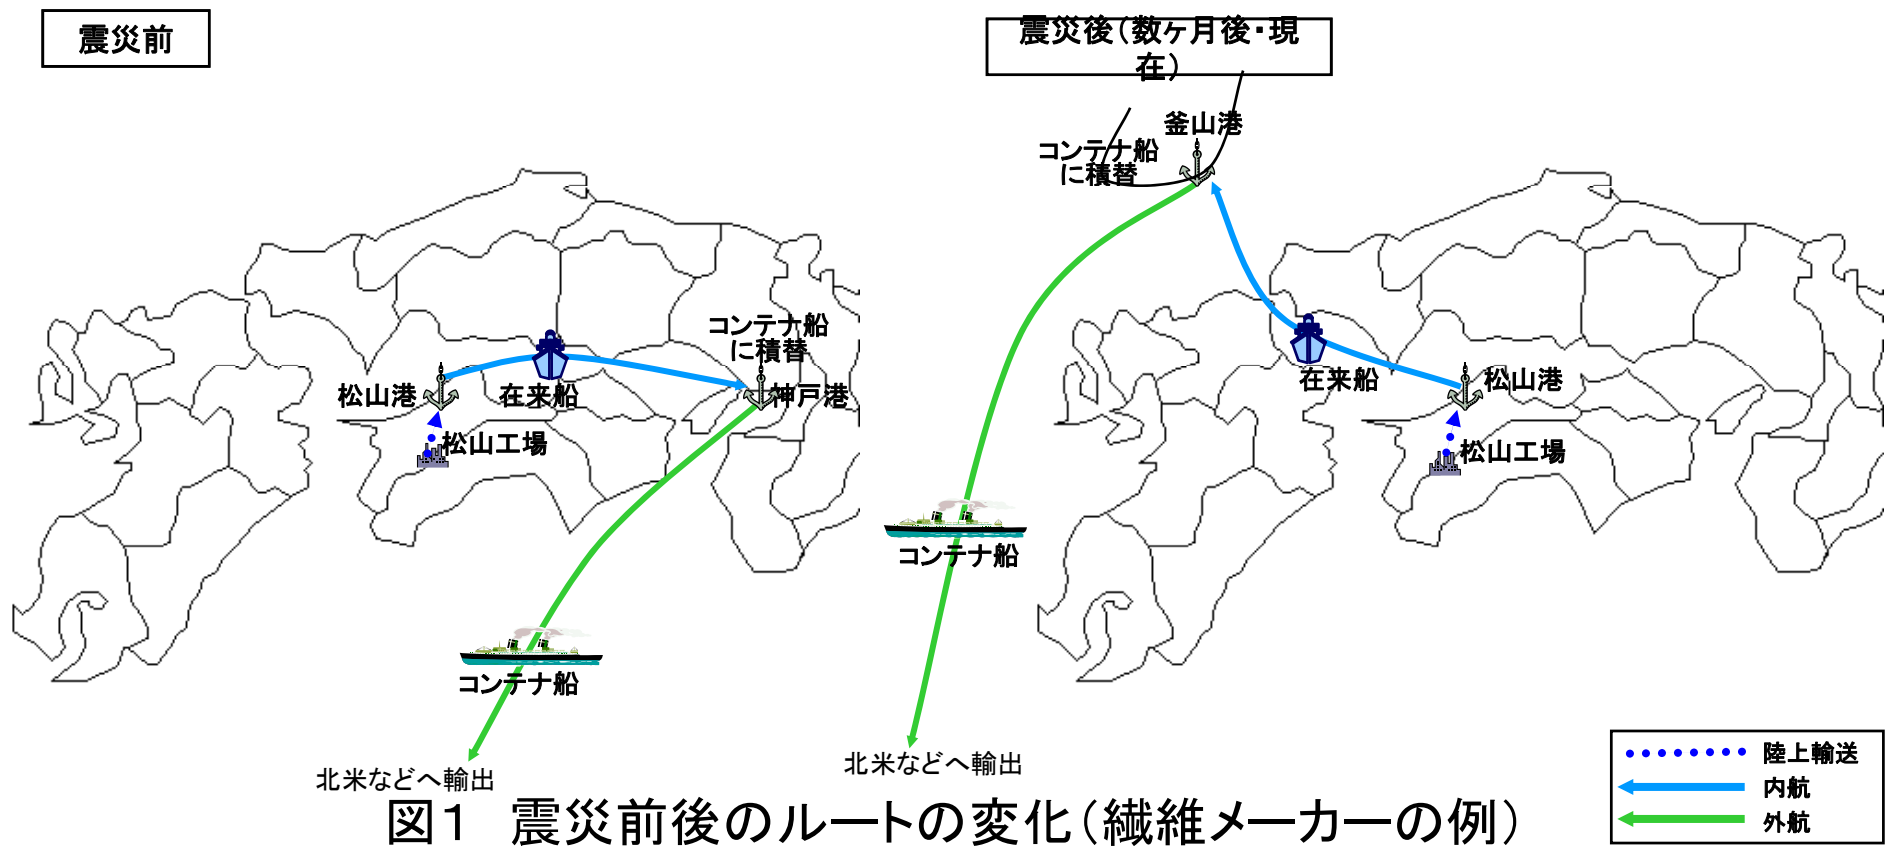 震災前
コンテナ船
に積替
松山港
在来船
神戸港
松山工場
コンテナ船
北米などへ輸出
震災後(数ヶ月後・現
在)
釜山港
コンテナ船
に積替
在来船
松山港
松山工場
コンテナ船
北米などへ輸出
陸上輸送
内航
外航
図1 震災前後のルートの変化(繊維メーカーの例)